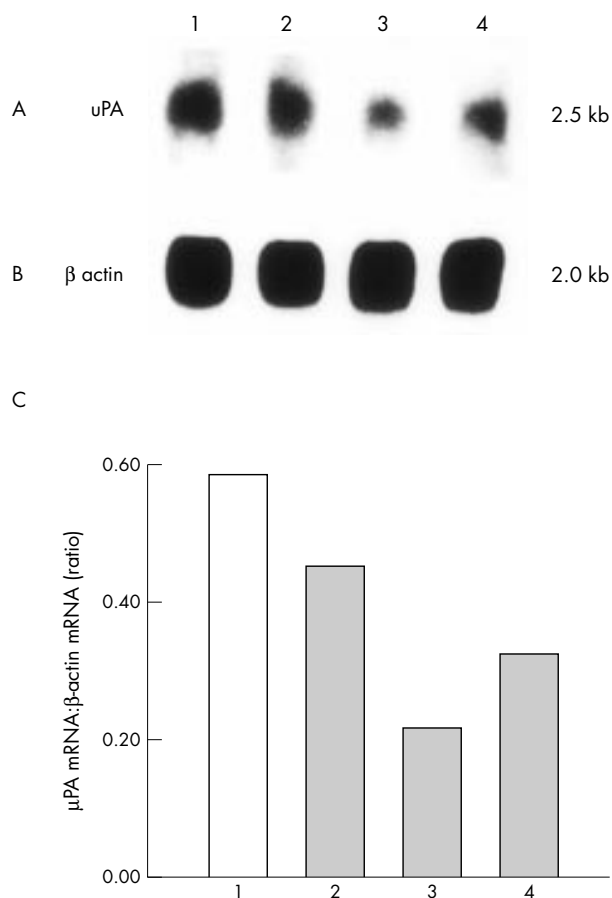 1 2 3 4
A uPA 2.5 kb
B β actin 2.0 kb
C
0.60
0.40
0.20
0.00
μPA mRNA:β-actin mRNA (ratio)
1 2 3 4